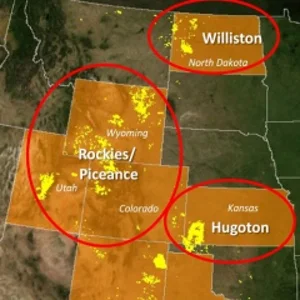 Williston
North Dakota
Wyoming
Rockies/
Piceance
Utah
Colorado
Kansas
Hugoton